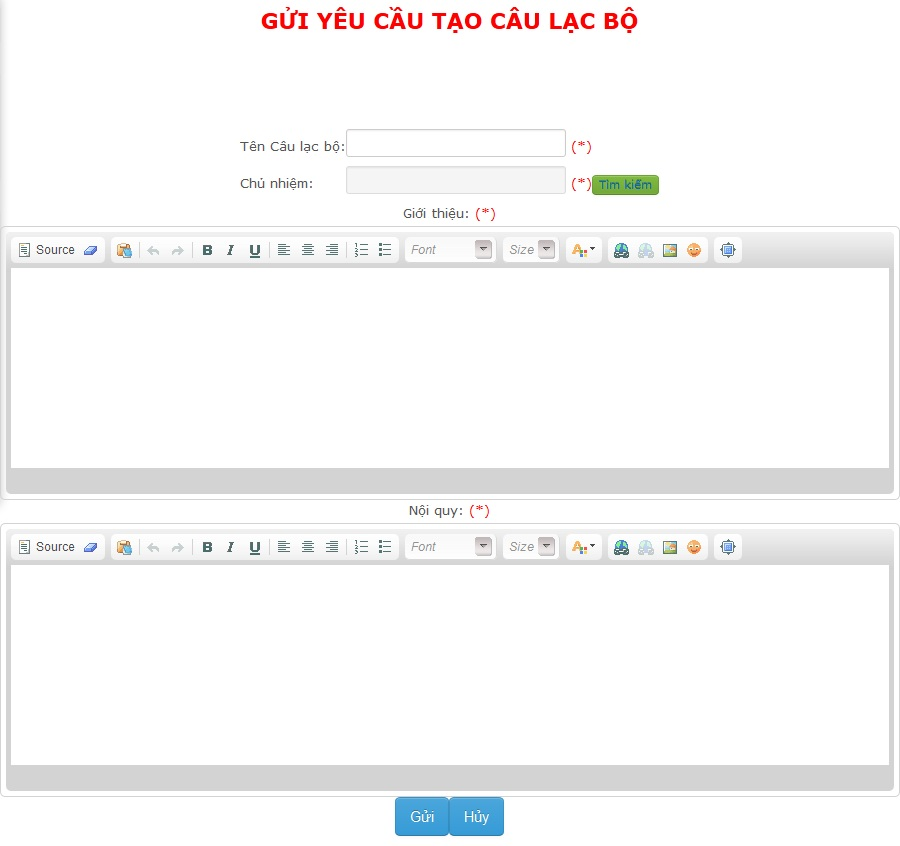 GỬI YÊU CẦU TẠO CÂU LẠC BỘ
Tên Câu lạc bộ: (*)
Chủ nhiệm: (*) Tìm kiếm
Giới thiệu: (*)
Source B I U Font Size A
Nội quy: (*)
Source B I U Font Size A
Gửi Hủy